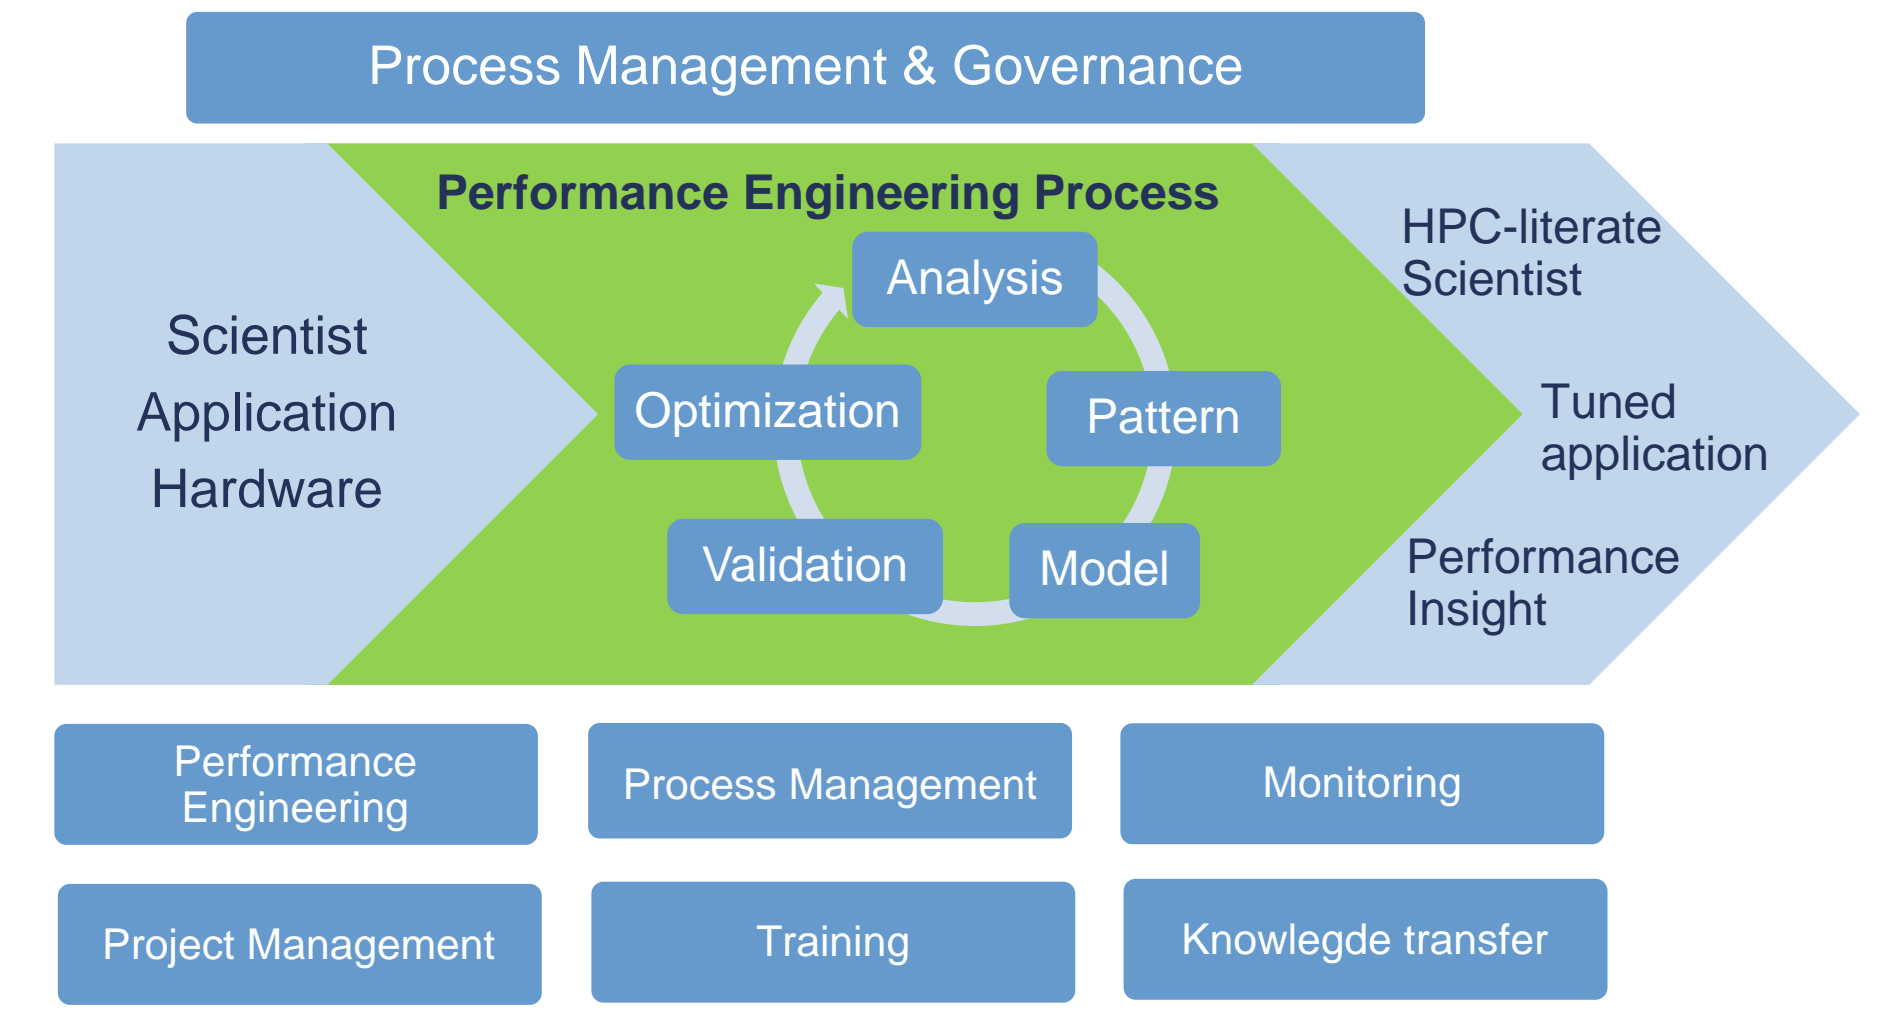 Process Management & Governance
Performance Engineering Process
Scientist
Application
Hardware
Analysis
Pattern
Model
Validation
Optimization
HPC-literate
Scientist
Tuned
application
Performance
Insight
Performance
Engineering
Process Management
Monitoring
Project Management
Training
Knowlegde transfer